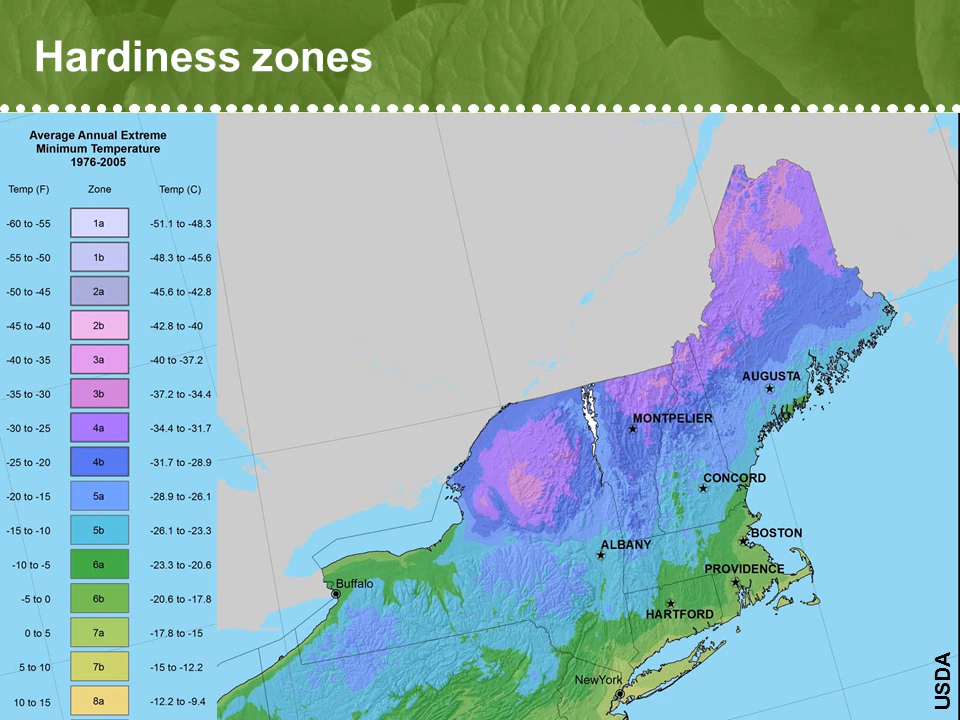 Hardiness zones
Average Annual Extreme
Minimum Temperature
1976-2005
Temp (F) Zone Temp (C)
-60 to -55 1a -51.1 to -48.3
-55 to -50 1b -48.3 to -45.6
-50 to -45 2a -45.6 to -42.8
-45 to -40 2b -42.8 to -40
-40 to -35 3a -40 to -37.2
-35 to -30 3b -37.2 to -34.4
-30 to -25 4a -34.4 to -31.7
-25 to -20 4b -31.7 to -28.9
-20 to -15 5a -28.9 to -26.1
-15 to -10 5b -26.1 to -23.3
-10 to -5 6a -23.3 to -20.6
-5 to 0 6b -20.6 to -17.8
0 to 5 7a -17.8 to -15
5 to 10 7b -15 to -12.2
10 to 15 8a -12.2 to -9.4
AUGUSTA
MONTPELIER
CONCORD
BOSTON
ALBANY
PROVIDENCE
Buffalo
HARTFORD
NewYork
USDA